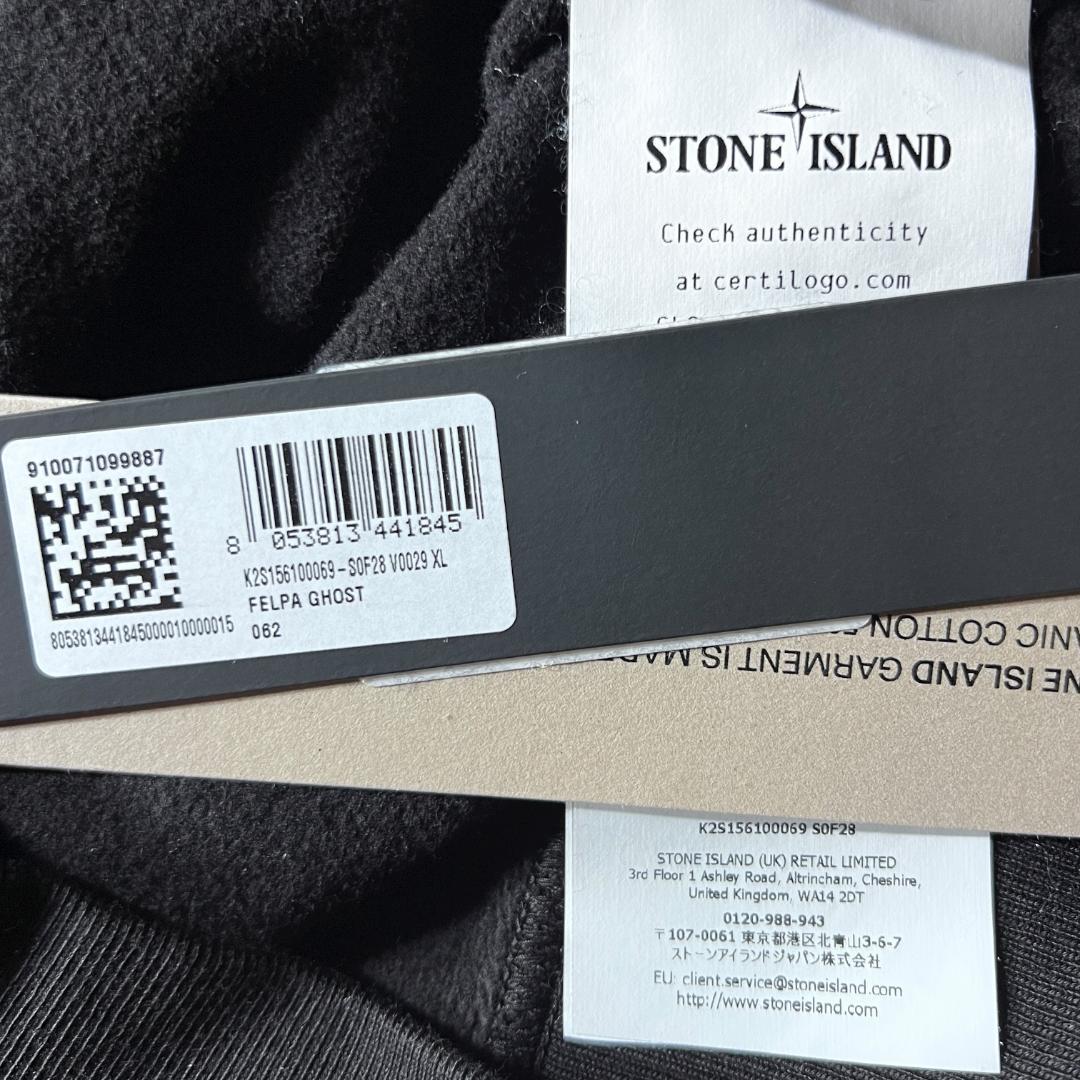 STONE ISLAND
Check authenticity
at certilogo.com
910071099887
8 053813 441845
K2S156100069-S0F28 V0029 XL
FELPA GHOST
062
8053813441845000010000015
NE ISLAND GARMENT IS MADE
ANIC COTTON
K2S156100069 S0F28
STONE ISLAND (UK) RETAIL LIMITED
3rd Floor 1 Ashley Road, Altrincham, Cheshire,
United Kingdom, WA14 2DT
0120-988-943
〒107-0061 東京都港区北青山3-6-7
ストーンアイランドジャパン株式会社
EU: client.service@stoneisland.com
http://www.stoneisland.com